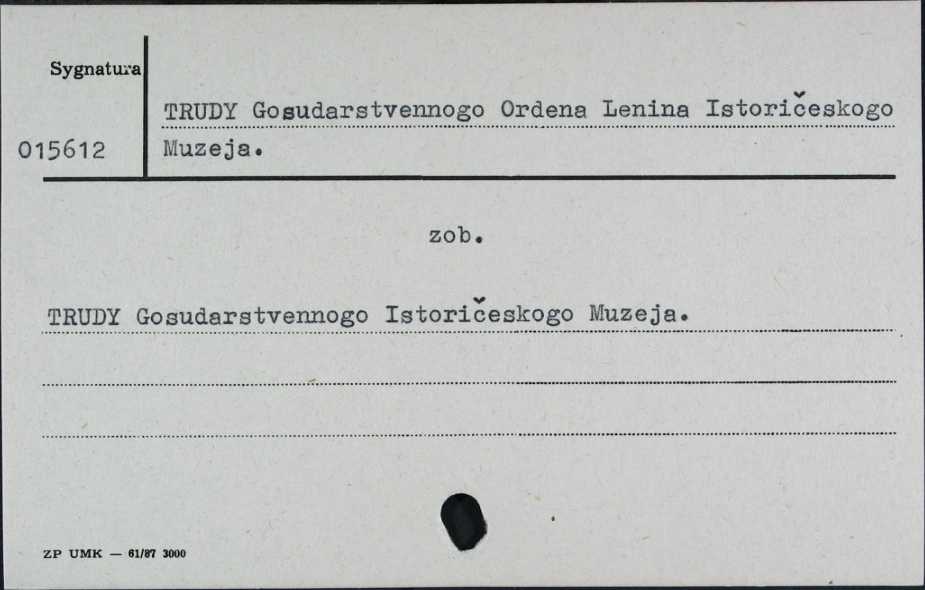 Sygnatura
TRUDY Gosudarstvennogo Ordena Lenina Istoričeskogo
015612 Muzeja.
zob.
TRUDY Gosudarstvennogo Istoričeskogo Muzeja.
ZP UMK — 61/87 3000